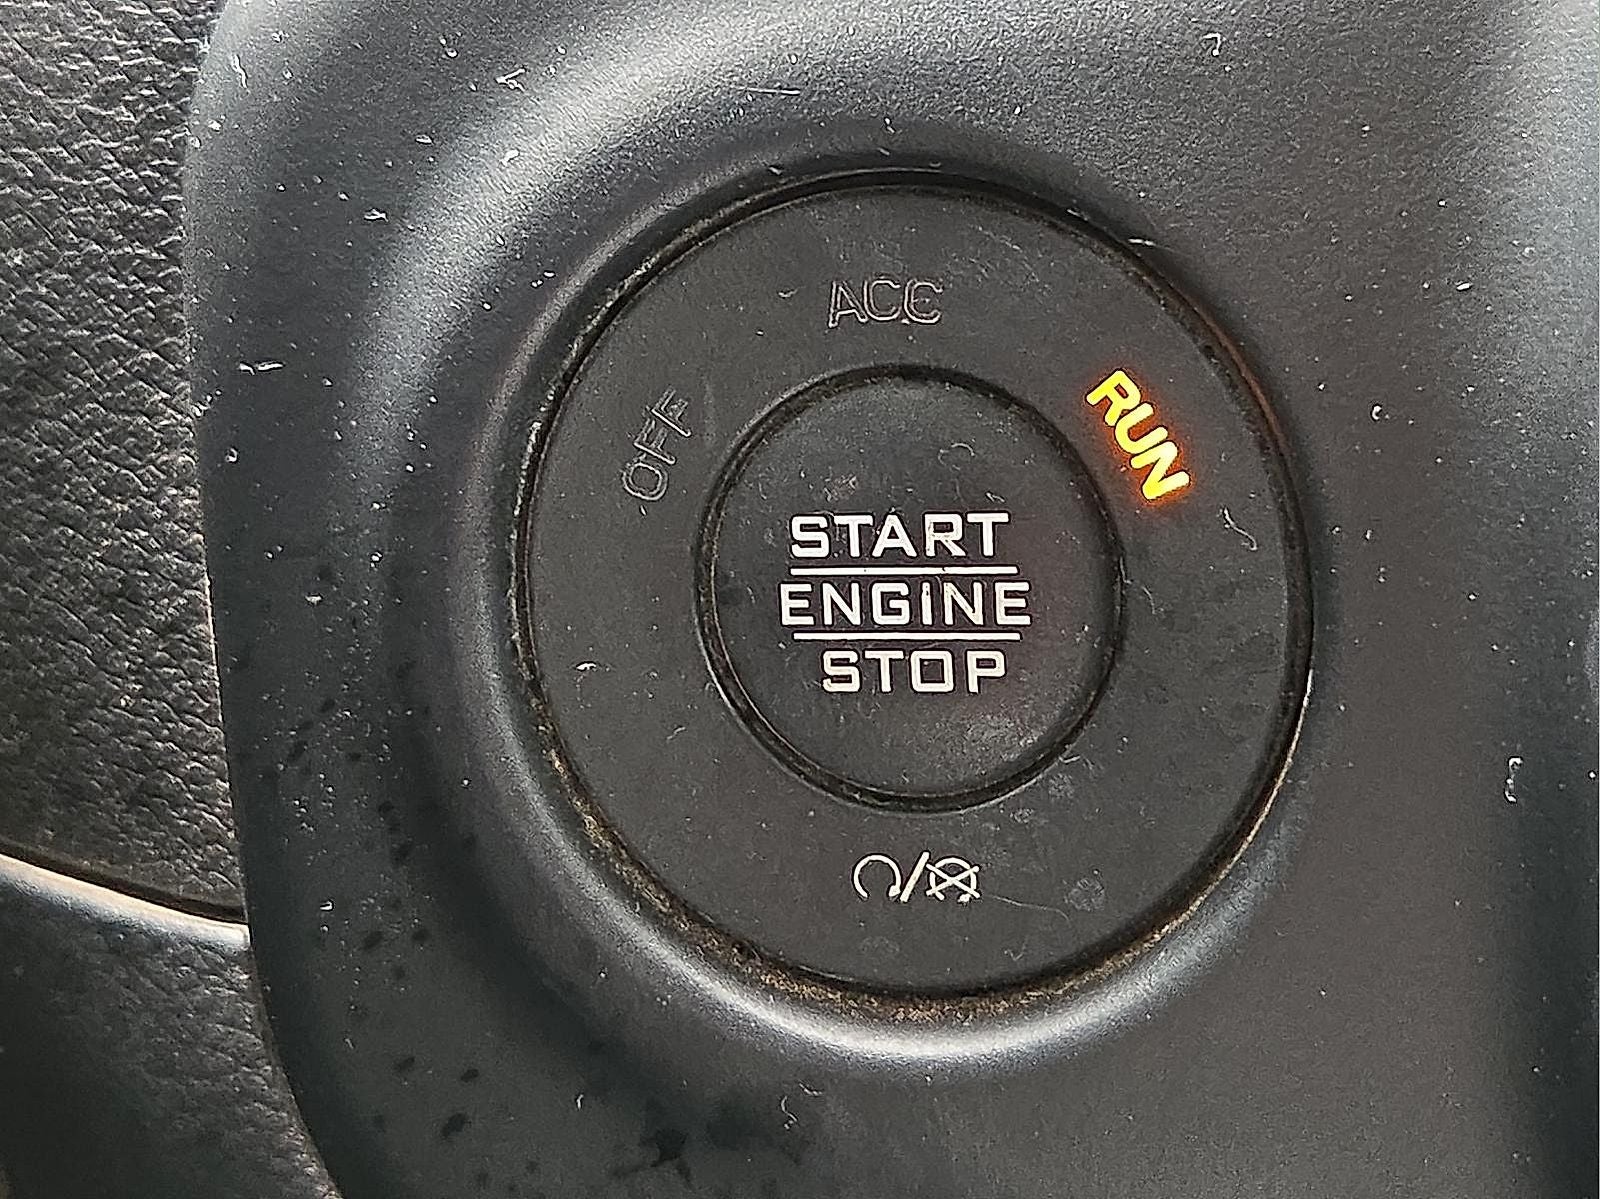 ACC
OFF
RUN
START
ENGINE
STOP